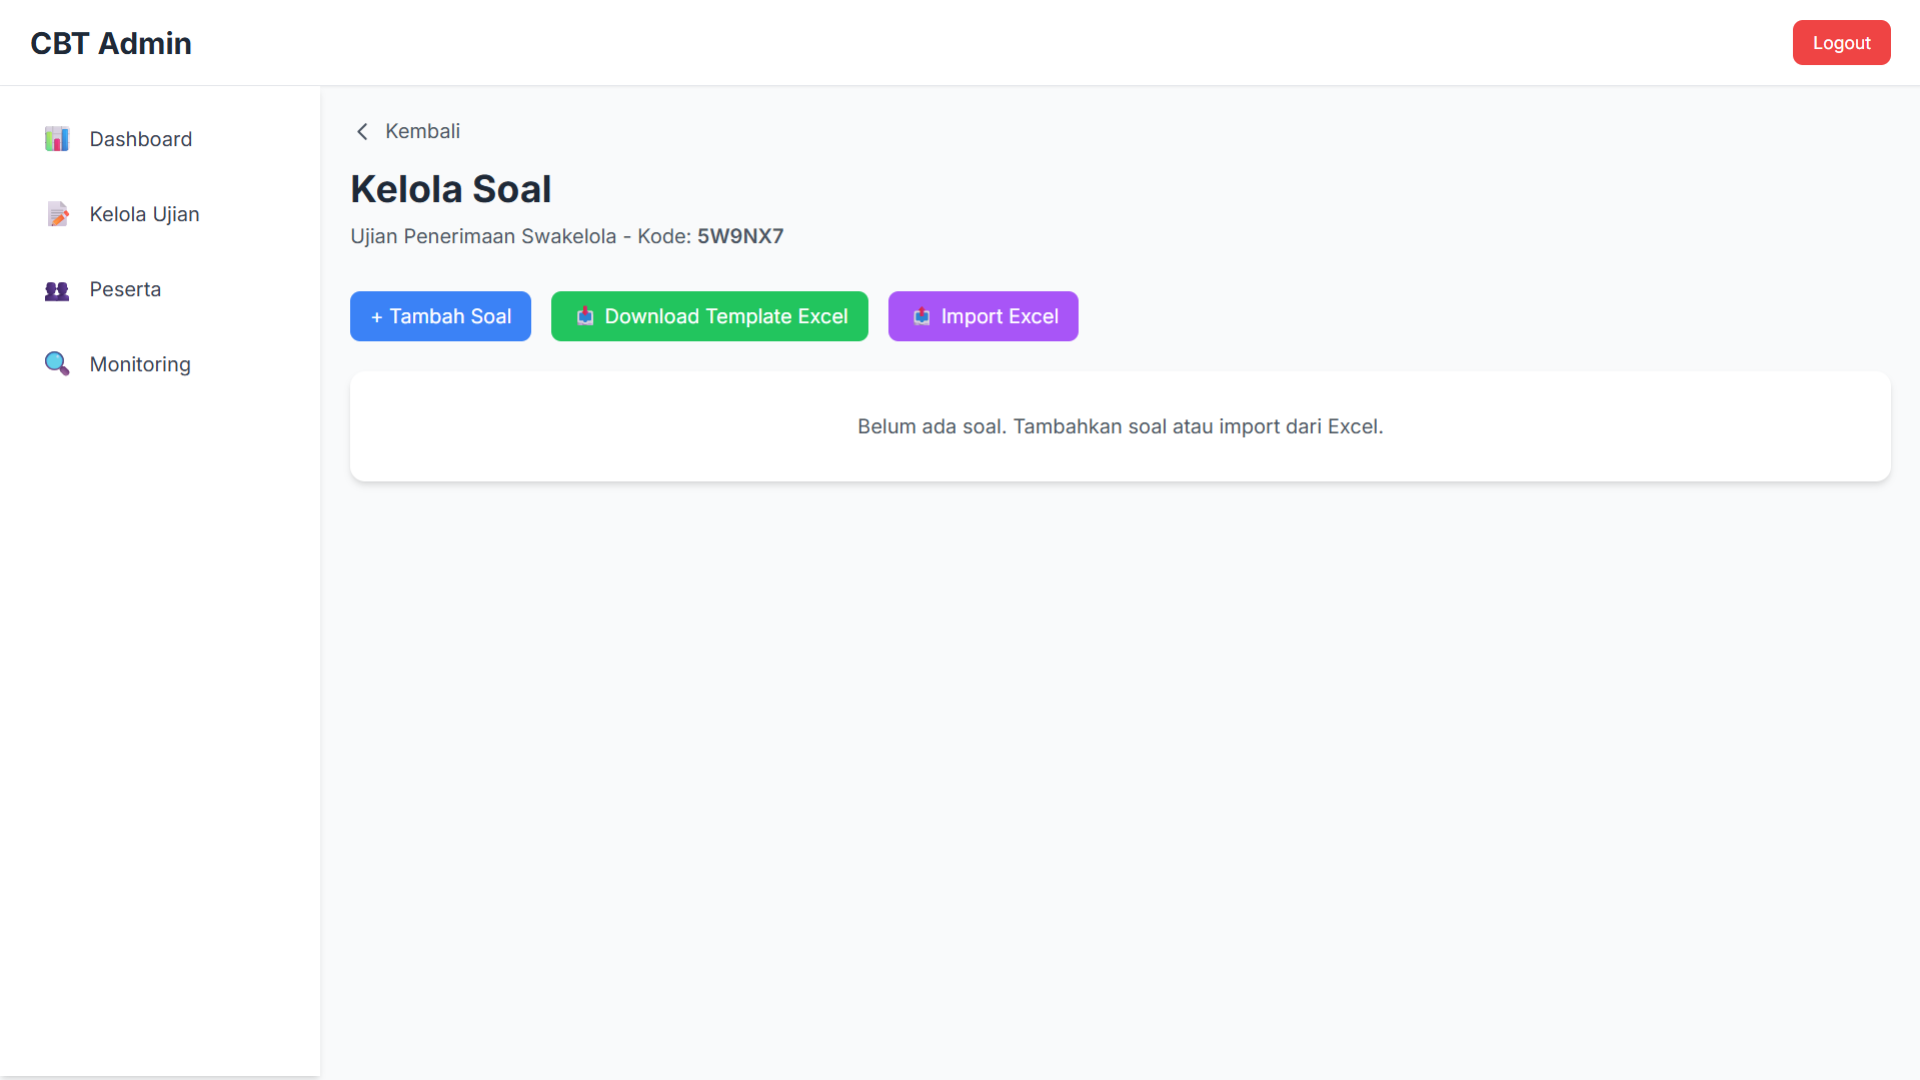 CBT Admin
Logout
Dashboard
Kelola Ujian
Peserta
Monitoring
Kembali
Kelola Soal
Ujian Penerimaan Swakelola - Kode: 5W9NX7
+ Tambah Soal
Download Template Excel
Import Excel
Belum ada soal. Tambahkan soal atau import dari Excel.